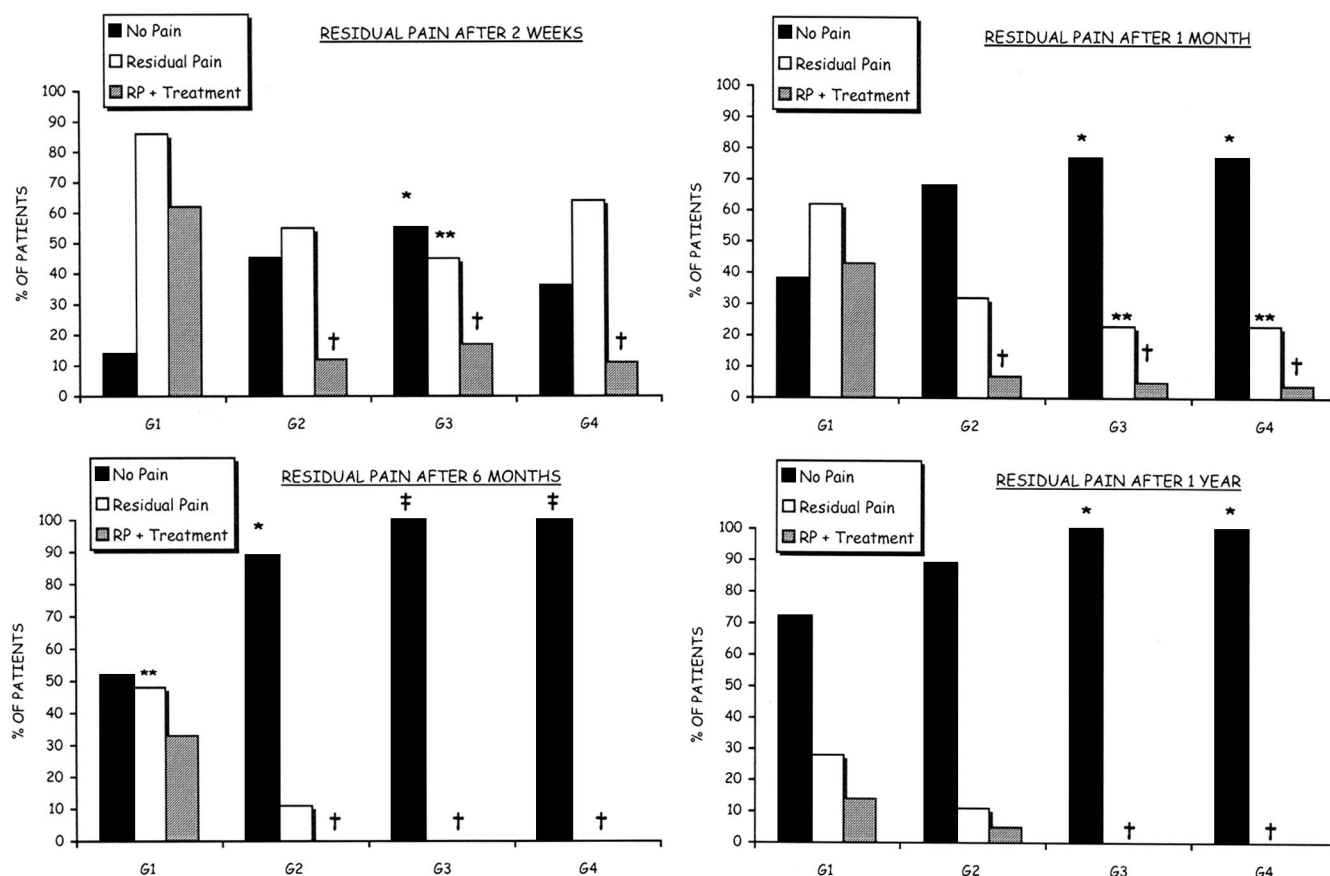 RESIDUAL PAIN AFTER 2 WEEKS
No Pain
Residual Pain
RP + Treatment
% OF PATIENTS
100
90
80
70
60
50
40
30
20
10
0
*
**
†
†
†
G1 G2 G3 G4
RESIDUAL PAIN AFTER 1 MONTH
No Pain
Residual Pain
RP + Treatment
% OF PATIENTS
100
90
80
70
60
50
40
30
20
10
0
* *
** **
† † †
G1 G2 G3 G4
RESIDUAL PAIN AFTER 6 MONTHS
No Pain
Residual Pain
RP + Treatment
% OF PATIENTS
100
90
80
70
60
50
40
30
20
10
0
* ‡ ‡
**
† † †
G1 G2 G3 G4
RESIDUAL PAIN AFTER 1 YEAR
No Pain
Residual Pain
RP + Treatment
% OF PATIENTS
100
90
80
70
60
50
40
30
20
10
0
* *
† †
G1 G2 G3 G4